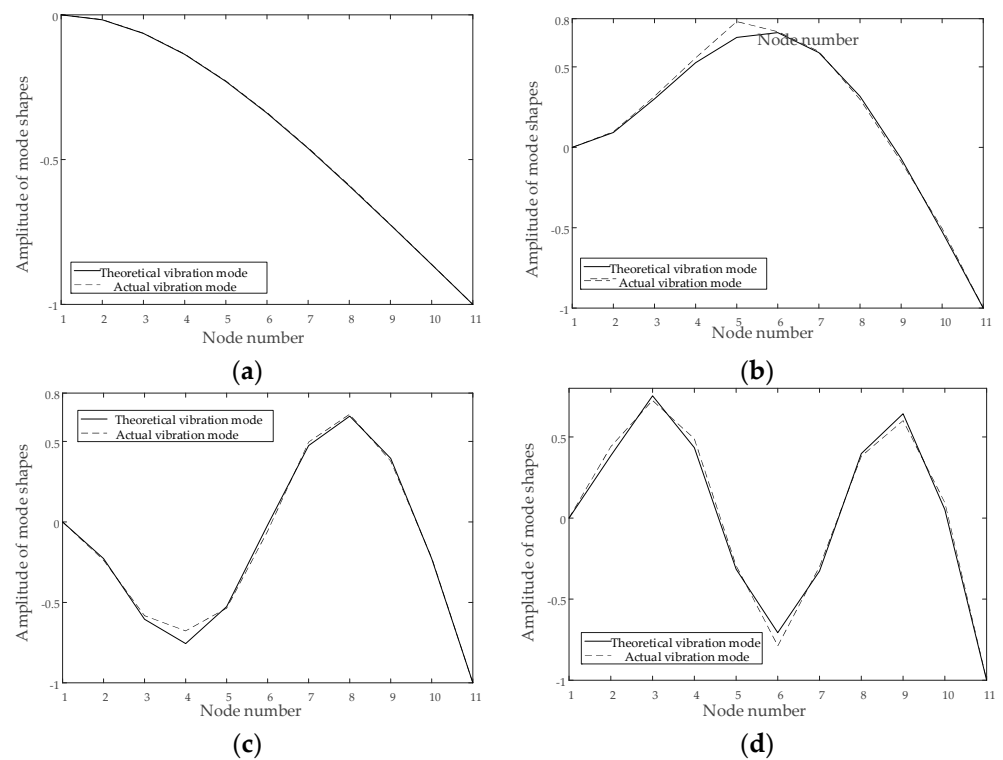 0
-0.5
-1
Amplitude of mode shapes
Theoretical vibration mode
Actual vibration mode
1 2 3 4 5 6 7 8 9 10 11
Node number
(a)
0.8
0.5
0
-0.5
-1
Amplitude of mode shapes
Node number
Theoretical vibration mode
Actual vibration mode
1 2 3 4 5 6 7 8 9 10 11
Node number
(b)
0.8
0.5
0
-0.5
-1
Amplitude of mode shapes
Theoretical vibration mode
Actual vibration mode
1 2 3 4 5 6 7 8 9 10 11
Node number
(c)
0.5
0
-0.5
-1
Amplitude of mode shapes
Theoretical vibration mode
Actual vibration mode
1 2 3 4 5 6 7 8 9 10 11
Node number
(d)